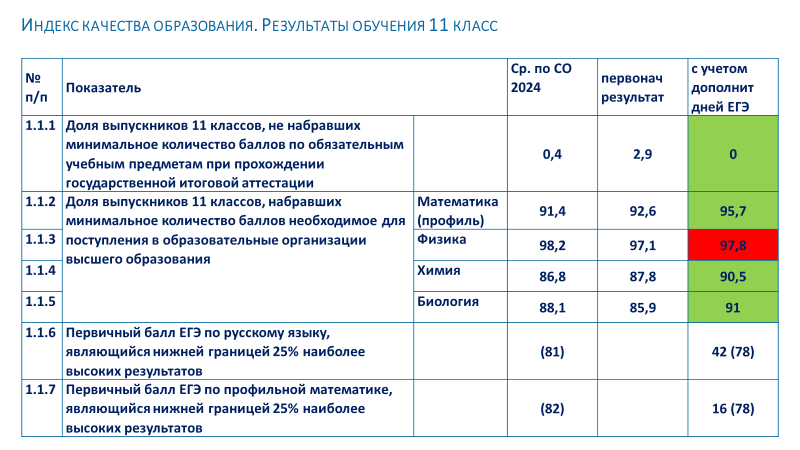 Индекс качества образования. Результаты обучения 11 класс
№
п/п
Показатель
Ср. по СО
2024
первонач
результат
с учетом
дополнит
дней ЕГЭ
1.1.1
Доля выпускников 11 классов, не набравших
минимальное количество баллов по обязательным
учебным предметам при прохождении
государственной итоговой аттестации
0,4
2,9
0
1.1.2
Доля выпускников 11 классов, набравших
минимальное количество баллов необходимое для
поступления в образовательные организации
высшего образования
Математика
(профиль)
91,4
92,6
95,7
1.1.3
Физика
98,2
97,1
97,8
1.1.4
Химия
86,8
87,8
90,5
1.1.5
Биология
88,1
85,9
91
1.1.6
Первичный балл ЕГЭ по русскому языку,
являющийся нижней границей 25% наиболее
высоких результатов
(81)
42 (78)
1.1.7
Первичный балл ЕГЭ по профильной математике,
являющийся нижней границей 25% наиболее
высоких результатов
(82)
16 (78)